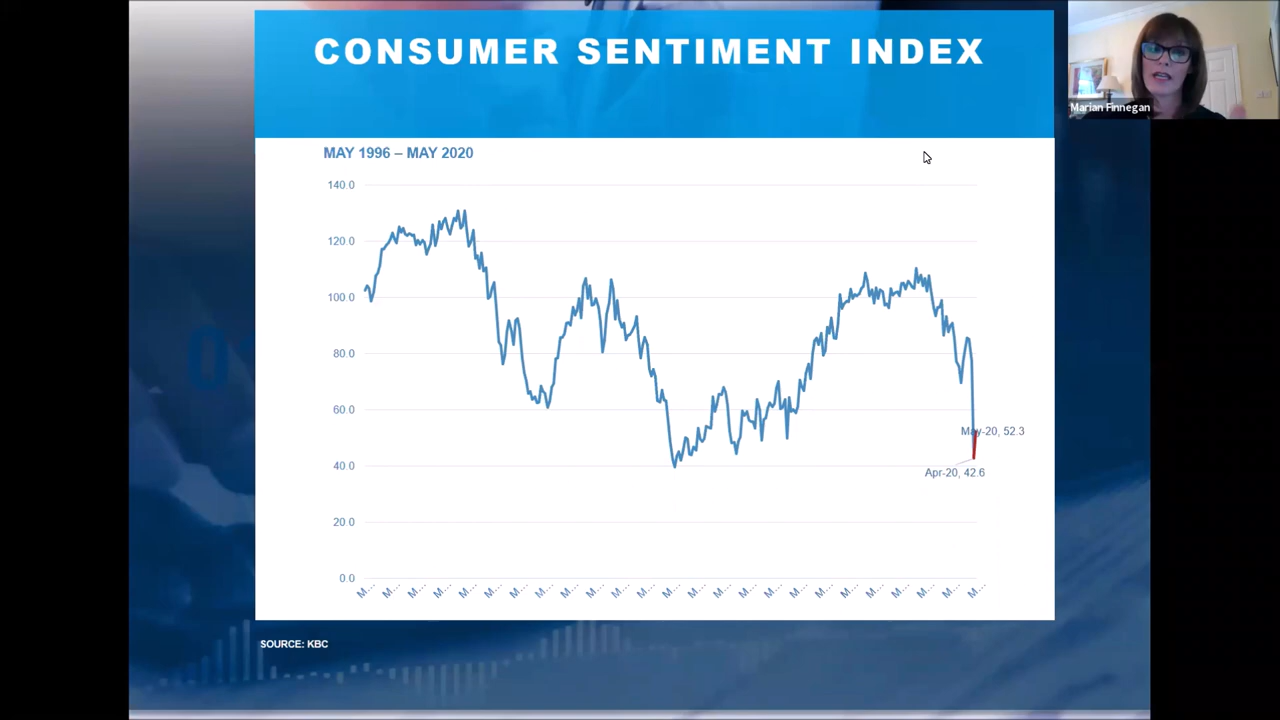 CONSUMER SENTIMENT INDEX
Marian Finnegan
MAY 1996 – MAY 2020
140.0
120.0
100.0
80.0
60.0
40.0
20.0
0.0
May-20, 52.3
Apr-20, 42.6
M... M... M... M... M... M... M... M... M... M... M... M... M... M... M... M... M... M... M... M... M... M... M... M... M...
SOURCE: KBC